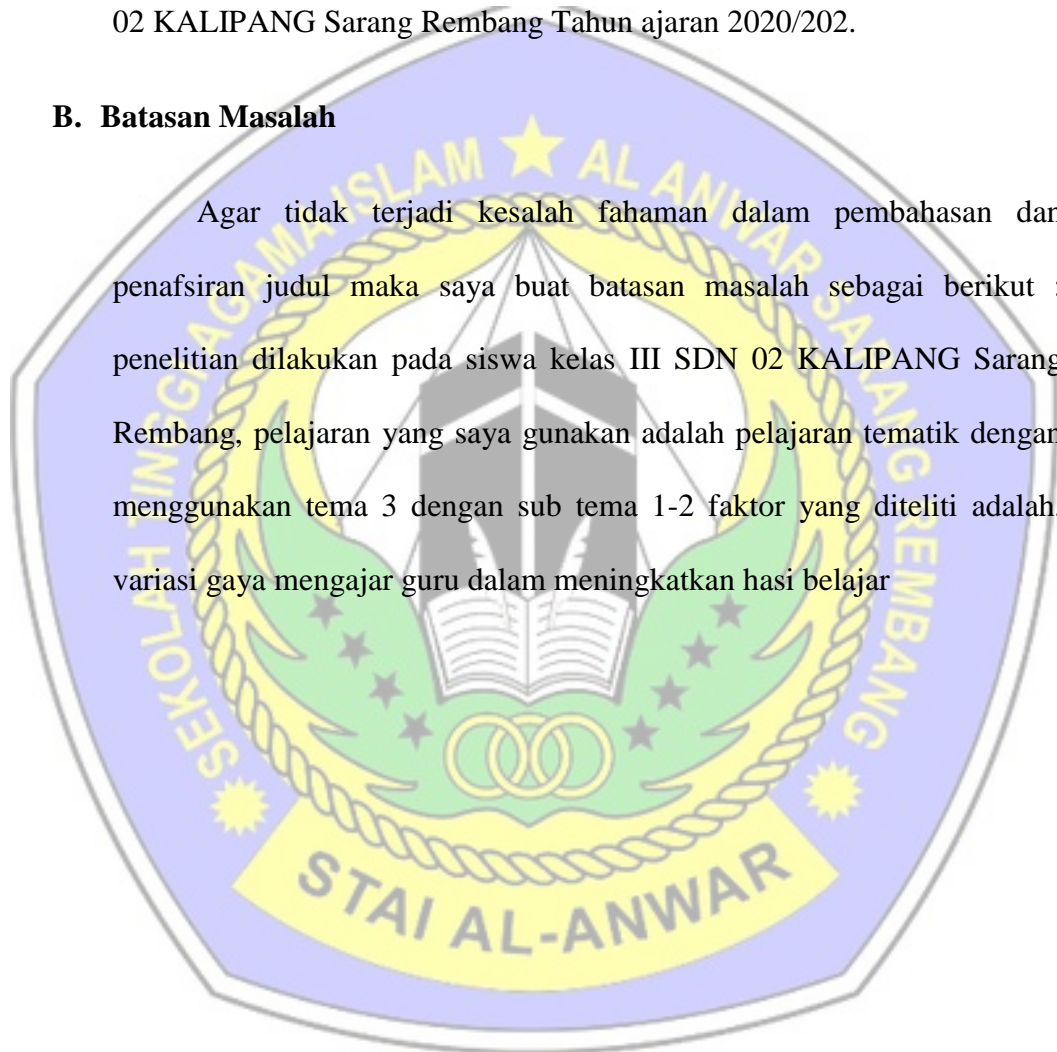 02 KALIPANG Sarang Rembang Tahun ajaran 2020/202.
B. Batasan Masalah
Agar tidak terjadi kesalah fahaman dalam pembahasan dan
penafsiran judul maka saya buat batasan masalah sebagai berikut :
penelitian dilakukan pada siswa kelas III SDN 02 KALIPANG Sarang
Rembang, pelajaran yang saya gunakan adalah pelajaran tematik dengan
menggunakan tema 3 dengan sub tema 1-2 faktor yang diteliti adalah.
variasi gaya mengajar guru dalam meningkatkan hasi belajar
SEKOLAH TINGGI AGAMA ISLAM AL ANWAR SARANG REMBANG
STAI AL-ANWAR